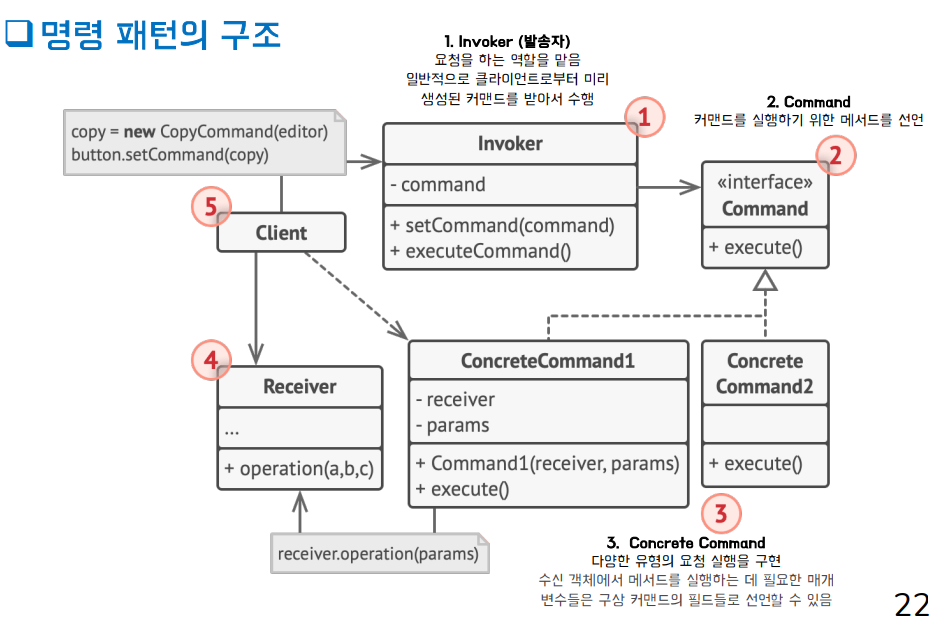 명령 패턴의 구조
1. Invoker (발송자)
요청을 하는 역할을 맡음
일반적으로 클라이언트로부터 미리
생성된 커맨드를 받아서 수행
2. Command
커맨드를 실행하기 위한 메서드를 선언
copy = new CopyCommand(editor)
button.setCommand(copy)
1
Invoker
- command
+ setCommand(command)
+ executeCommand()
2
«interface»
Command
+ execute()
5
Client
4
Receiver
...
+ operation(a,b,c)
ConcreteCommand1
- receiver
- params
+ Command1(receiver, params)
+ execute()
Concrete
Command2
+ execute()
receiver.operation(params)
3
3. Concrete Command
다양한 유형의 요청 실행을 구현
수신 객체에서 메서드를 실행하는 데 필요한 매개
변수들은 구상 커맨드의 필드들로 선언할 수 있음
22